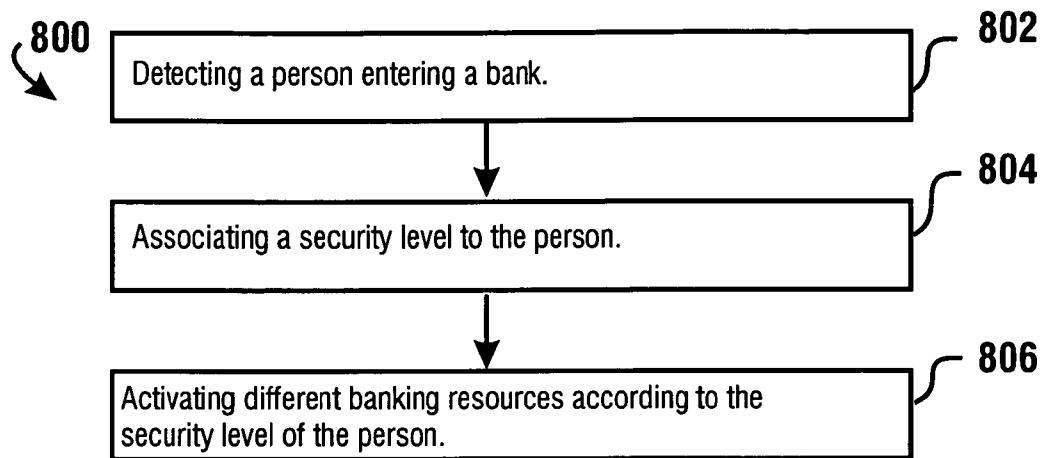 800
802
Detecting a person entering a bank.
804
Associating a security level to the person.
806
Activating different banking resources according to the
security level of the person.